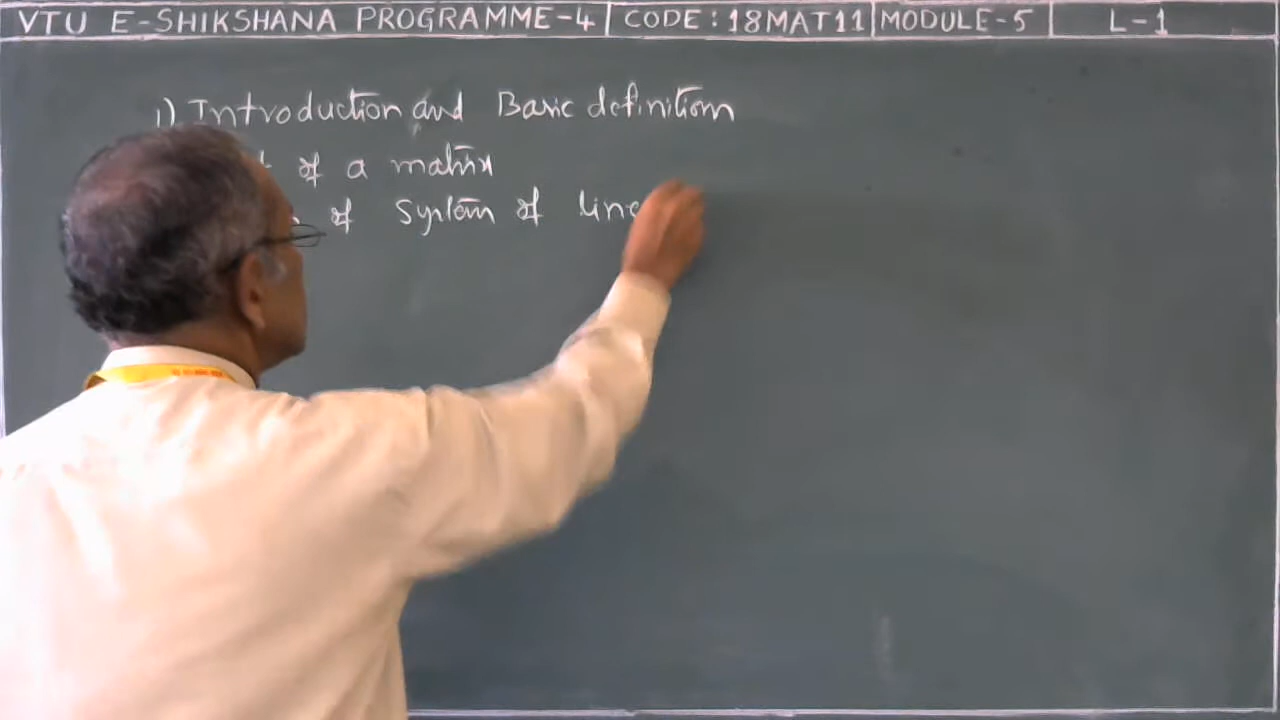 VTU E-SHIKSHANA PROGRAMME-4 CODE: 18MAT11 MODULE-5 L-1
1) Introduction and Basic definition
of a matrix
of system of line